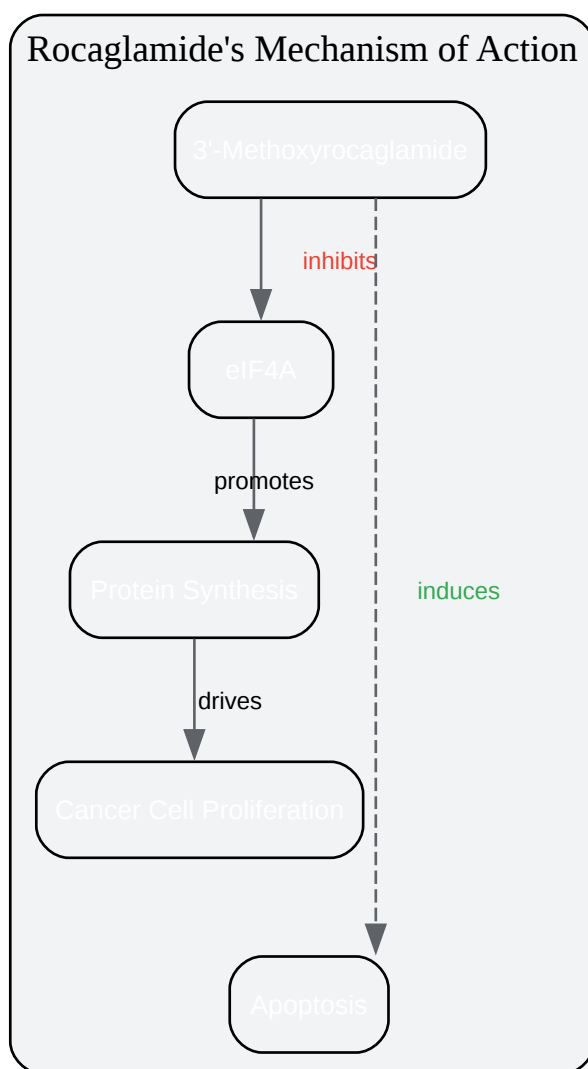 Rocaglamide's Mechanism of Action
3'-Methoxyrocaglamide
inhibits
eIF4A
promotes
Protein Synthesis
induces
drives
Cancer Cell Proliferation
Apoptosis